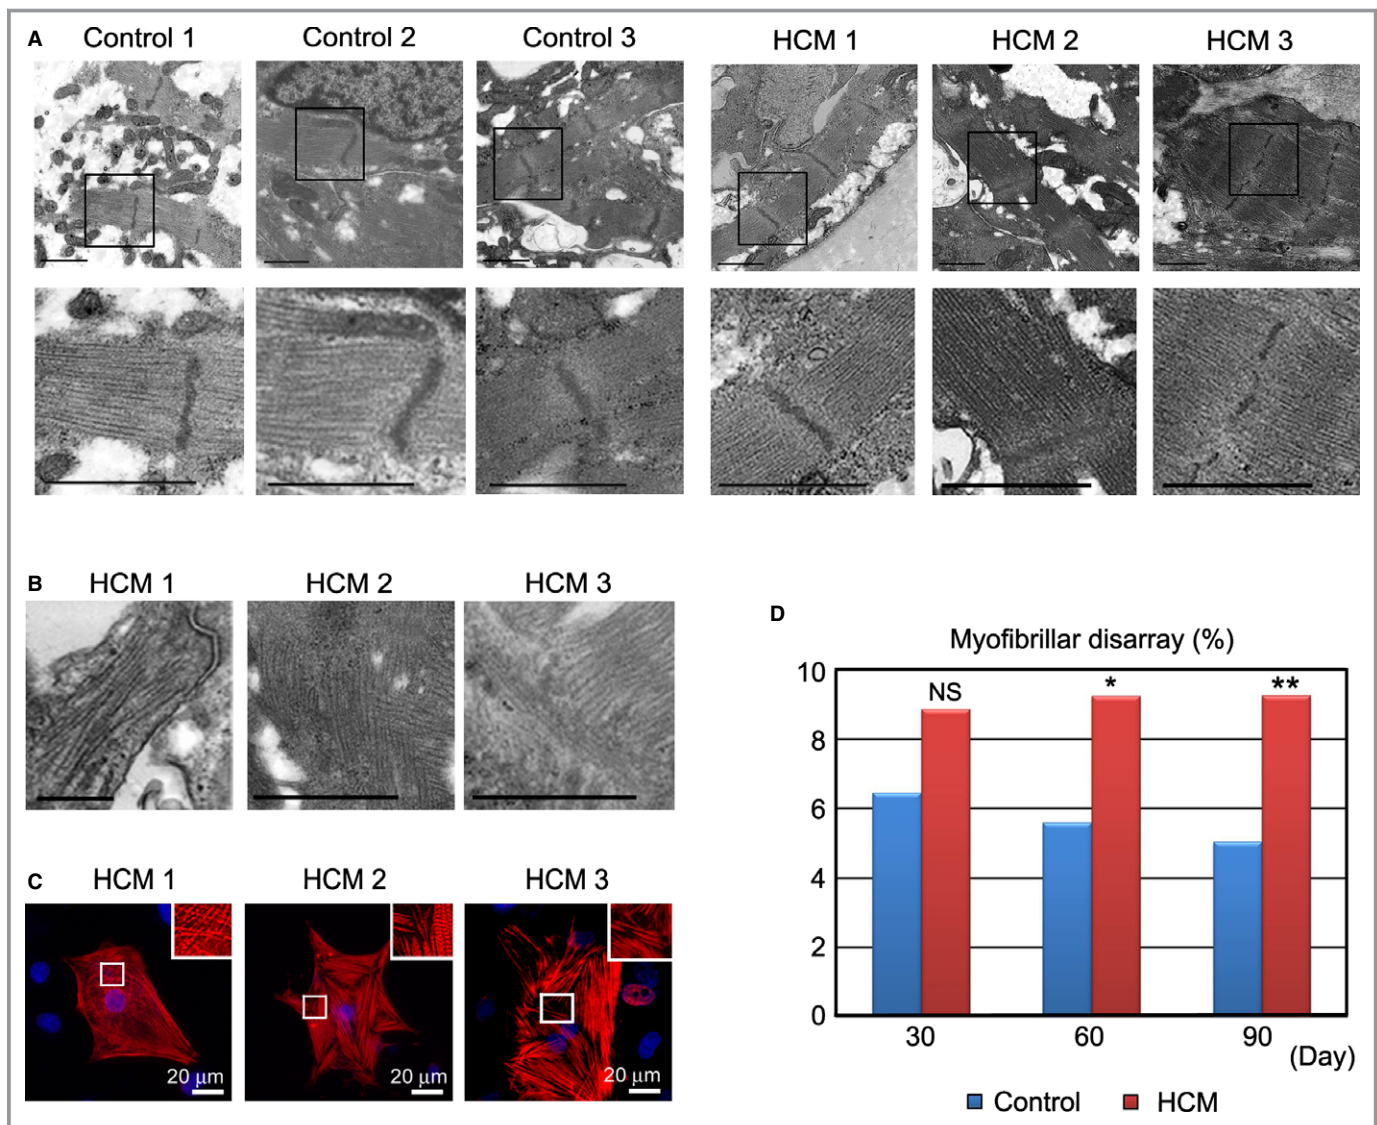 A
Control 1
Control 2
Control 3
HCM 1
HCM 2
HCM 3
B
HCM 1
HCM 2
HCM 3
C
HCM 1
HCM 2
HCM 3
20 μm
20 μm
20 μm
D
Myofibrillar disarray (%)
10
8
6
4
2
0
NS
*
**
30
60
90
(Day)
Control
HCM